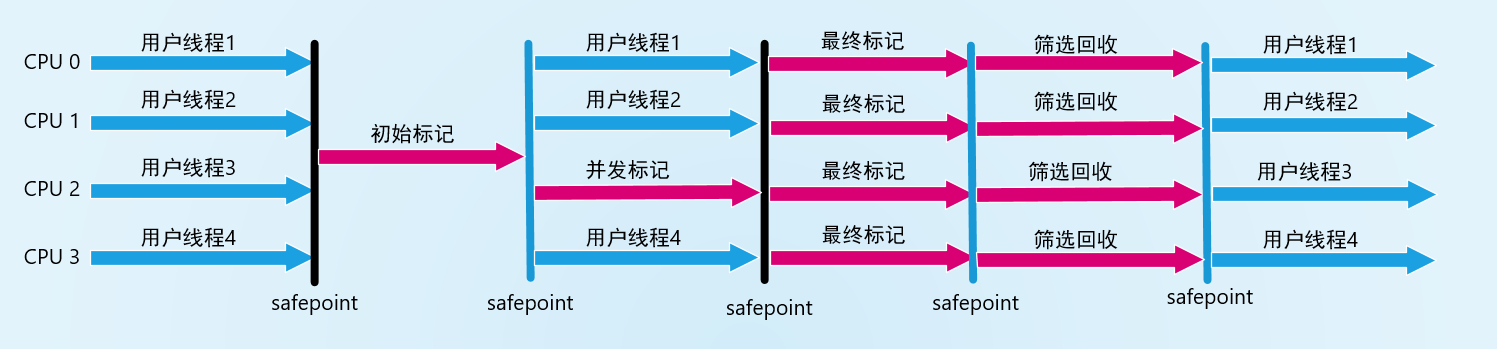 用户线程1
用户线程1
最终标记
筛选回收
用户线程1
CPU 0
用户线程2
用户线程2
最终标记
筛选回收
用户线程2
CPU 1
初始标记
用户线程3
并发标记
最终标记
筛选回收
用户线程3
CPU 2
用户线程4
用户线程4
最终标记
筛选回收
用户线程4
CPU 3
safepoint
safepoint
safepoint
safepoint
safepoint